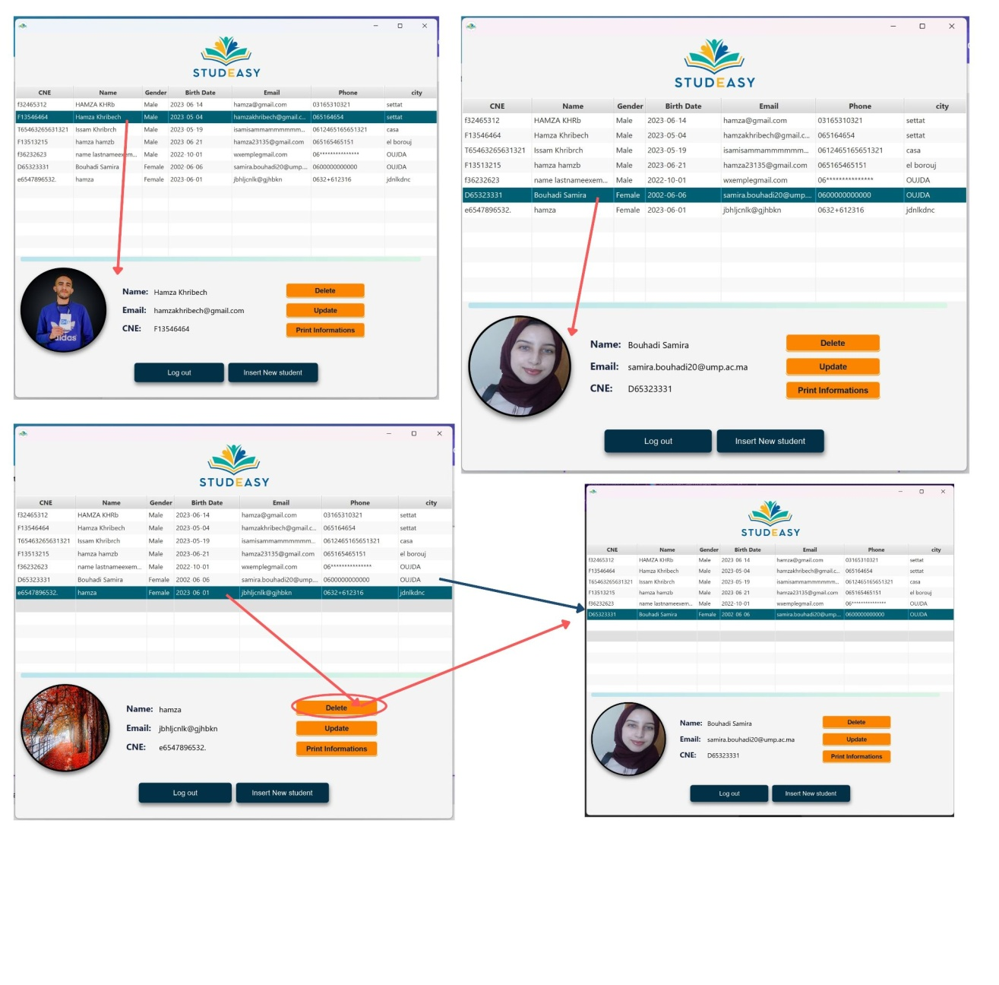 STUDEASY
CNE Name Gender Birth Date Email Phone city
f32465312 HAMZA KHRb Male 2023-06-14 hamza@gmail.com 03165310321 settat
F13546464 Hamza Khribech Male 2023-05-04 hamzakhribech@gmail.c... 065164654 settat
T65463265631321 Issam Khribrch Male 2023-05-19 isamisammammmmmm... 0612465165651321 casa
F13513215 hamza hamzb Male 2023-06-21 hamza23135@gmail.com 065165465151 el borouj
f36232623 name lastnameexem... Male 2022-10-01 wxemplegmail.com 06*************** OUJDA
D65323331 Bouhadi Samira Female 2002-06-06 samira.bouhadi20@ump... 0600000000000 OUJDA
e6547896532. hamza Female 2023-06-01 jbhljcnlk@gjhbkn 0632+612316 jdnlkdnc
Name: Hamza Khribech
Delete
Email: hamzakhribech@gmail.com
Update
CNE: F13546464
Print Informations
Log out Insert New student
STUDEASY
CNE Name Gender Birth Date Email Phone city
f32465312 HAMZA KHRb Male 2023-06-14 hamza@gmail.com 03165310321 settat
F13546464 Hamza Khribech Male 2023-05-04 hamzakhribech@gmail.c... 065164654 settat
T65463265631321 Issam Khribrch Male 2023-05-19 isamisammammmmmm... 0612465165651321 casa
F13513215 hamza hamzb Male 2023-06-21 hamza23135@gmail.com 065165465151 el borouj
f36232623 name lastnameexem... Male 2022-10-01 wxemplegmail.com 06*************** OUJDA
D65323331 Bouhadi Samira Female 2002-06-06 samira.bouhadi20@ump... 0600000000000 OUJDA
e6547896532. hamza Female 2023-06-01 jbhljcnlk@gjhbkn 0632+612316 jdnlkdnc
Name: Bouhadi Samira
Delete
Email: samira.bouhadi20@ump.ac.ma
Update
CNE: D65323331
Print Informations
Log out Insert New student
STUDEASY
CNE Name Gender Birth Date Email Phone city
f32465312 HAMZA KHRb Male 2023-06-14 hamza@gmail.com 03165310321 settat
F13546464 Hamza Khribech Male 2023-05-04 hamzakhribech@gmail.c... 065164654 settat
T65463265631321 Issam Khribrch Male 2023-05-19 isamisammammmmmm... 0612465165651321 casa
F13513215 hamza hamzb Male 2023-06-21 hamza23135@gmail.com 065165465151 el borouj
f36232623 name lastnameexem... Male 2022-10-01 wxemplegmail.com 06*************** OUJDA
D65323331 Bouhadi Samira Female 2002-06-06 samira.bouhadi20@ump... 0600000000000 OUJDA
e6547896532. hamza Female 2023-06-01 jbhljcnlk@gjhbkn 0632+612316 jdnlkdnc
Name: hamza
Delete
Email: jbhljcnlk@gjhbkn
Update
CNE: e6547896532.
Print Informations
Log out Insert New student
STUDEASY
CNE Name Gender Birth Date Email Phone city
f32465312 HAMZA KHRb Male 2023-06-14 hamza@gmail.com 03165310321 settat
F13546464 Hamza Khribech Male 2023-05-04 hamzakhribech@gmail.c... 065164654 settat
T65463265631321 Issam Khribrch Male 2023-05-19 isamisammammmmmm... 0612465165651321 casa
F13513215 hamza hamzb Male 2023-06-21 hamza23135@gmail.com 065165465151 el borouj
f36232623 name lastnameexem... Male 2022-10-01 wxemplegmail.com 06*************** OUJDA
D65323331 Bouhadi Samira Female 2002-06-06 samira.bouhadi20@ump... 0600000000000 OUJDA
Name: Bouhadi Samira
Delete
Email: samira.bouhadi20@ump.ac.ma
Update
CNE: D65323331
Print Informations
Log out Insert New student